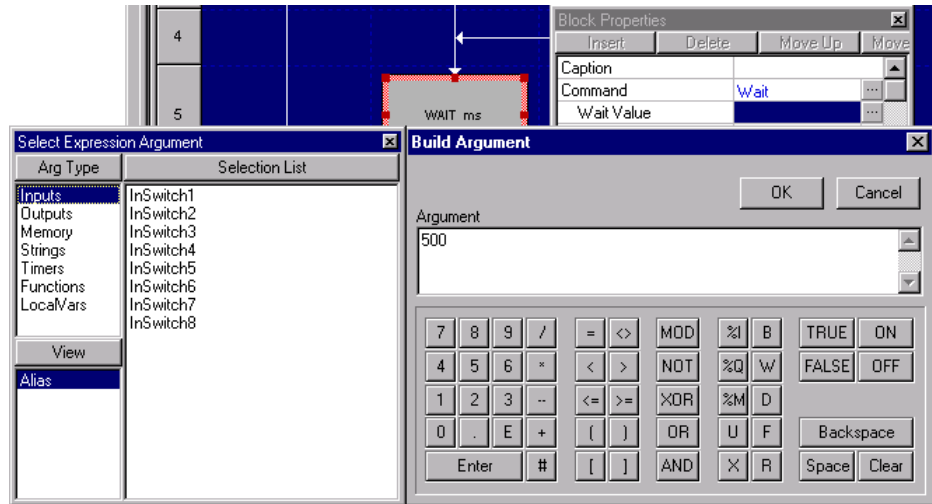 4
5
WAIT ms
Block Properties
Insert Delete Move Up Move
Caption
Command Wait ...
Wait Value ...
Select Expression Argument
Arg Type Selection List
Inputs
Outputs
Memory
Strings
Timers
Functions
LocalVars
InSwitch1
InSwitch2
InSwitch3
InSwitch4
InSwitch5
InSwitch6
InSwitch7
InSwitch8
View
Alias
Build Argument
OK Cancel
Argument
500
7 8 9 / = <> MOD %I B TRUE ON
4 5 6 * < > NOT %Q W FALSE OFF
1 2 3 -- <= >= XOR %M D
0 . E + ( ) OR U F Backspace
Enter # [ ] AND X R Space Clear